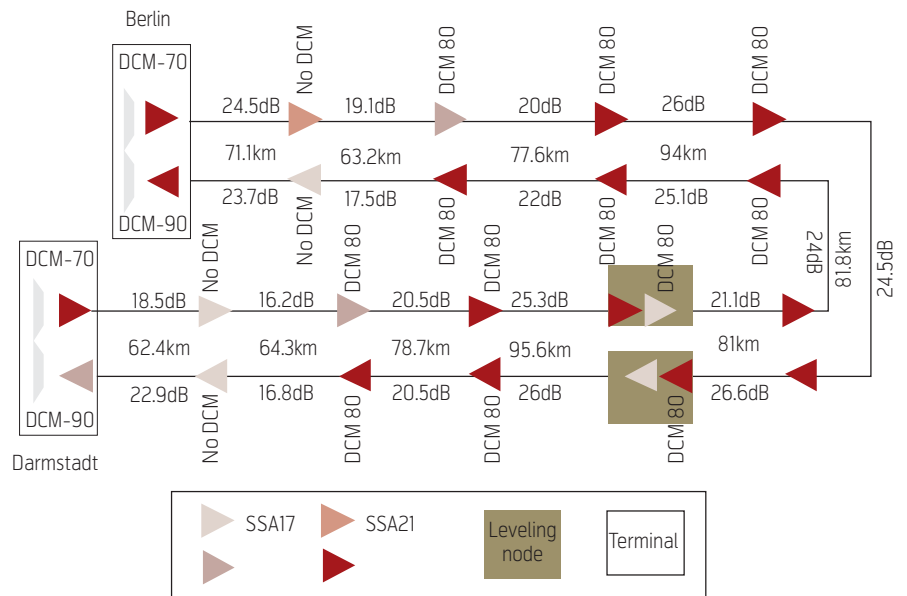 Berlin
DCM-70
DCM-90
No DCM
DCM 80
DCM 80
DCM 80
24.5dB
19.1dB
20dB
26dB
71.1km
63.2km
77.6km
94km
23.7dB
17.5dB
22dB
25.1dB
No DCM
DCM 80
DCM 80
DCM 80
24dB
81.8km
24.5dB
DCM-70
DCM-90
Darmstadt
No DCM
DCM 80
DCM 80
DCM 80
18.5dB
16.2dB
20.5dB
25.3dB
21.1dB
62.4km
64.3km
78.7km
95.6km
81km
22.9dB
16.8dB
20.5dB
26dB
26.6dB
No DCM
DCM 80
DCM 80
DCM 80
SSA17
SSA21
Leveling
node
Terminal